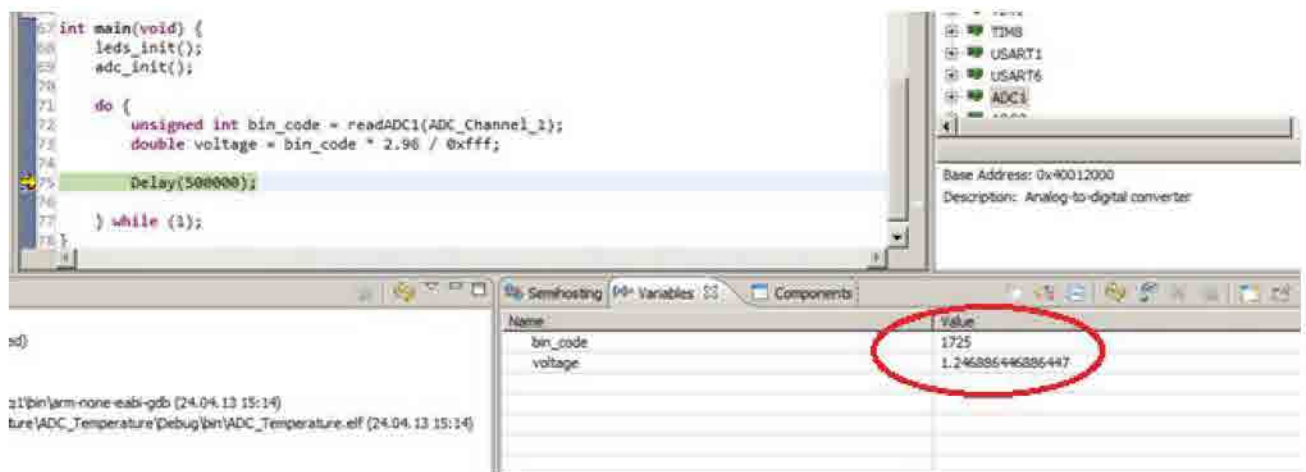 67 int main(void) {
68 leds_init();
69 adc_init();
70
71 do {
72 unsigned int bin_code = readADC1(ADC_Channel_1);
73 double voltage = bin_code * 2.96 / 0xfff;
74
75 Delay(500000);
76
77 } while (1);
78 }
TIM8
USART1
USART6
ADC1
Base Address: 0x40012000
Description: Analog-to-digital converter
Semihosting
(x)= Variables
Components
Name Value
bin_code 1725
voltage 1.246886446886447
ed)
g1\bin\arm-none-eabi-gdb (24.04.13 15:14)
ture\ADC_Temperature\Debug\bin\ADC_Temperature.elf (24.04.13 15:14)